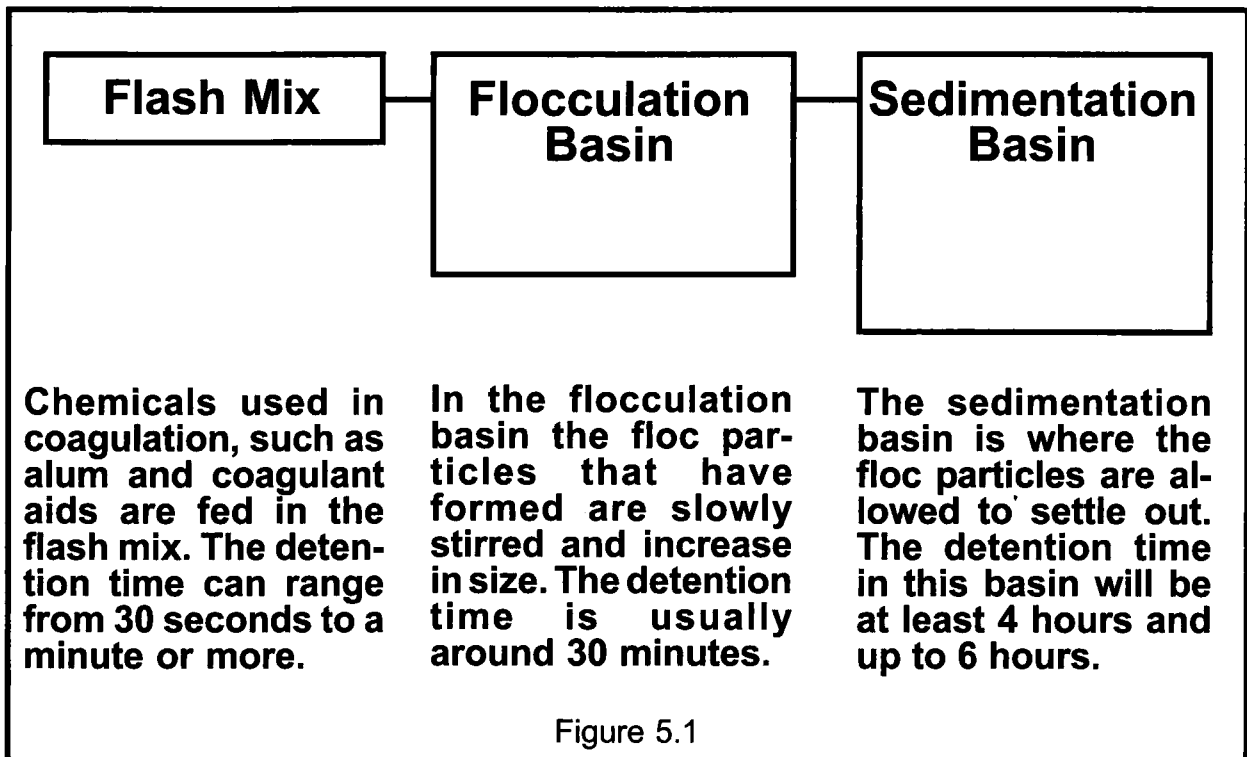 Flash Mix
Flocculation
Basin
Sedimentation
Basin
Chemicals used in
coagulation, such as
alum and coagulant
aids are fed in the
flash mix. The deten-
tion time can range
from 30 seconds to a
minute or more.
In the flocculation
basin the floc par-
ticles that have
formed are slowly
stirred and increase
in size. The detention
time is usually
around 30 minutes.
The sedimentation
basin is where the
floc particles are al-
lowed to settle out.
The detention time
in this basin will be
at least 4 hours and
up to 6 hours.
Figure 5.1